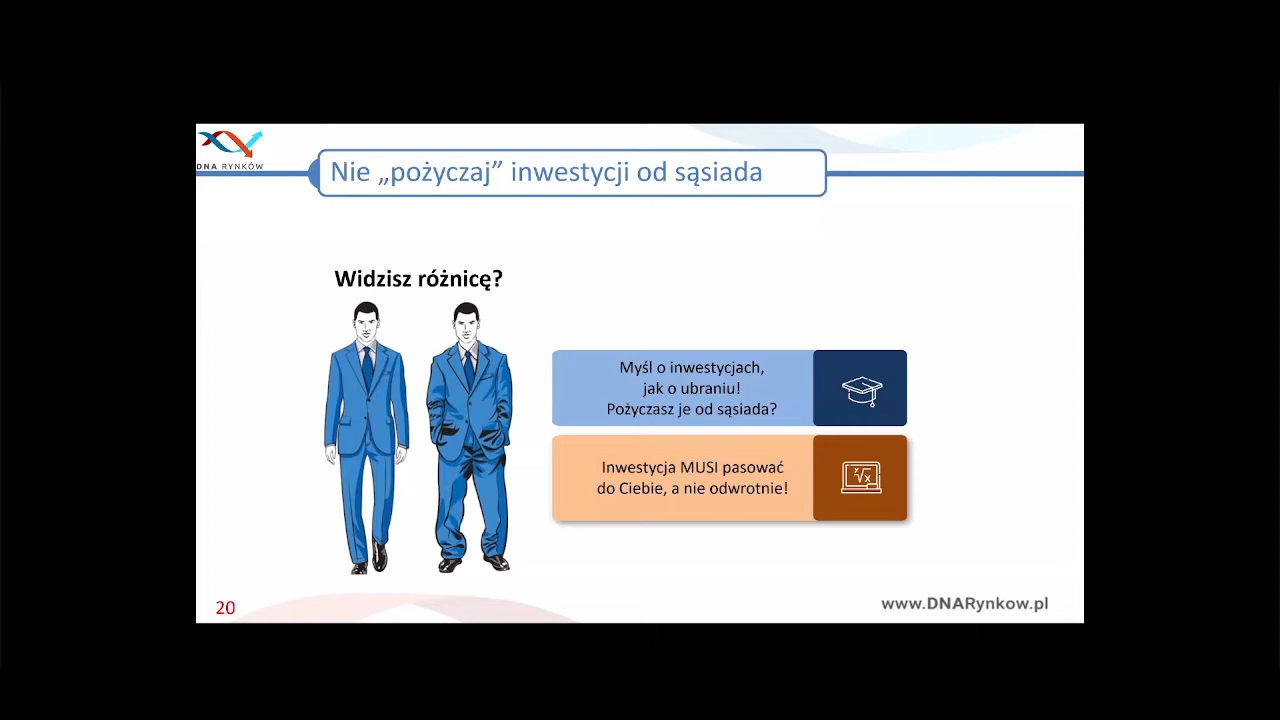 DNA RYNKÓW
Nie „pożyczaj” inwestycji od sąsiada
Widzisz różnicę?
Myśl o inwestycjach,
jak o ubraniu!
Pożyczasz je od sąsiada?
Inwestycja MUSI pasować
do Ciebie, a nie odwrotnie!
20
www.DNARynkow.pl